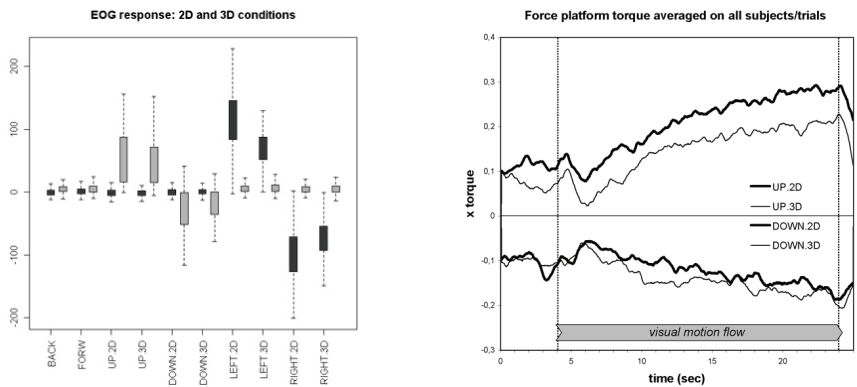 EOG response: 2D and 3D conditions
200
100
0
-100
-200
BACK
FORW
UP.2D
UP.3D
DOWN.2D
DOWN.3D
LEFT 2D
LEFT 3D
RIGHT 2D
RIGHT 3D
Force platform torque averaged on all subjects/trials
0,4
0,3
0,2
0,1
0
-0,1
-0,2
-0,3
x torque
UP.2D
UP.3D
DOWN.2D
DOWN.3D
visual motion flow
0
5
10
15
20
time (sec)